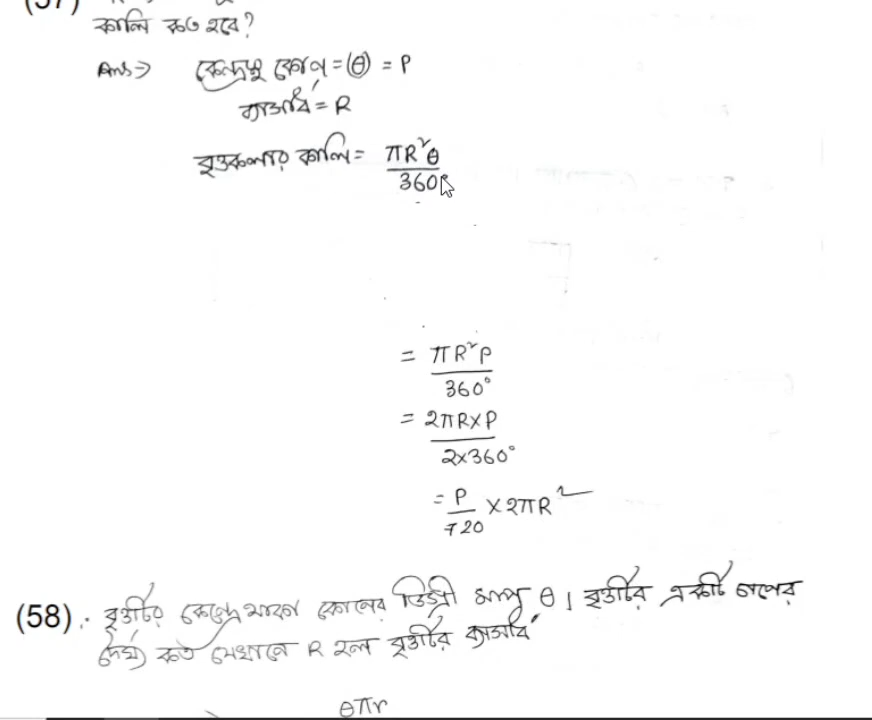 (57)
কালি কত হবে?
Ans→ কেন্দ্রস্থ কোণ = (θ) = P
ব্যাসার্ধ = R
বৃত্তকলার কালি = πR²θ / 360°
= πR²P / 360°
= 2πR×P / 2×360°
= P / 720 × 2πR²
(58). বৃত্তটির কেন্দ্রে থাকা কোণের ডিগ্রী মাপ θ। বৃত্তটির একটি চাপের
দৈর্ঘ্য কত যেখানে R হল বৃত্তটির ব্যাসার্ধ
θπr